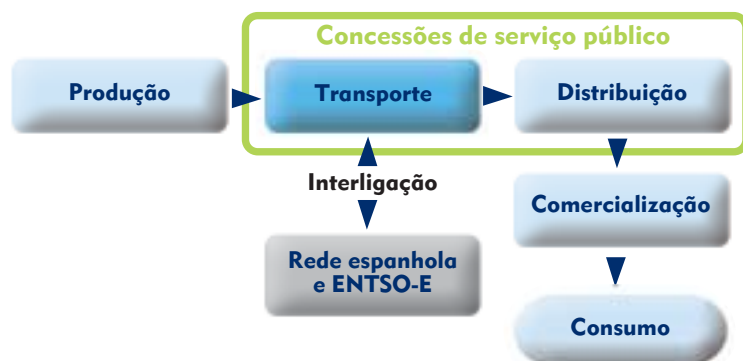 Concessões de serviço público
Produção
Transporte
Distribuição
Interligação
Comercialização
Rede espanhola
e ENTSO-E
Consumo